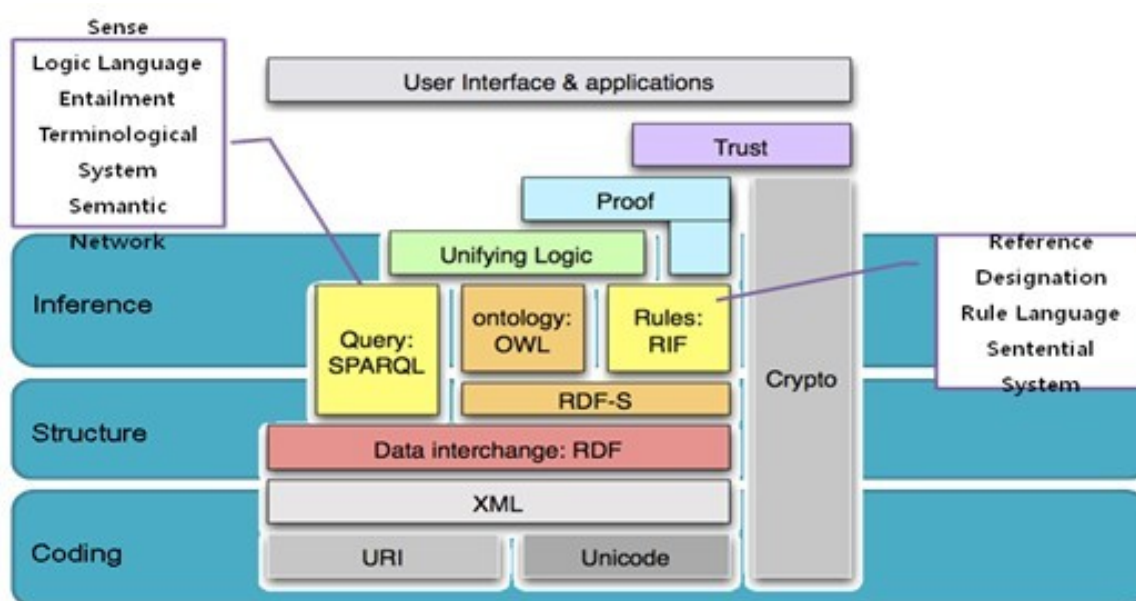 Sense
Logic Language
Entailment
Terminological
System
Semantic
Network
User Interface & applications
Trust
Proof
Unifying Logic
Reference
Designation
Rule Language
Sentential
System
Inference
Query:
SPARQL
ontology:
OWL
Rules:
RIF
Crypto
RDF-S
Structure
Data interchange: RDF
XML
Coding
URI
Unicode